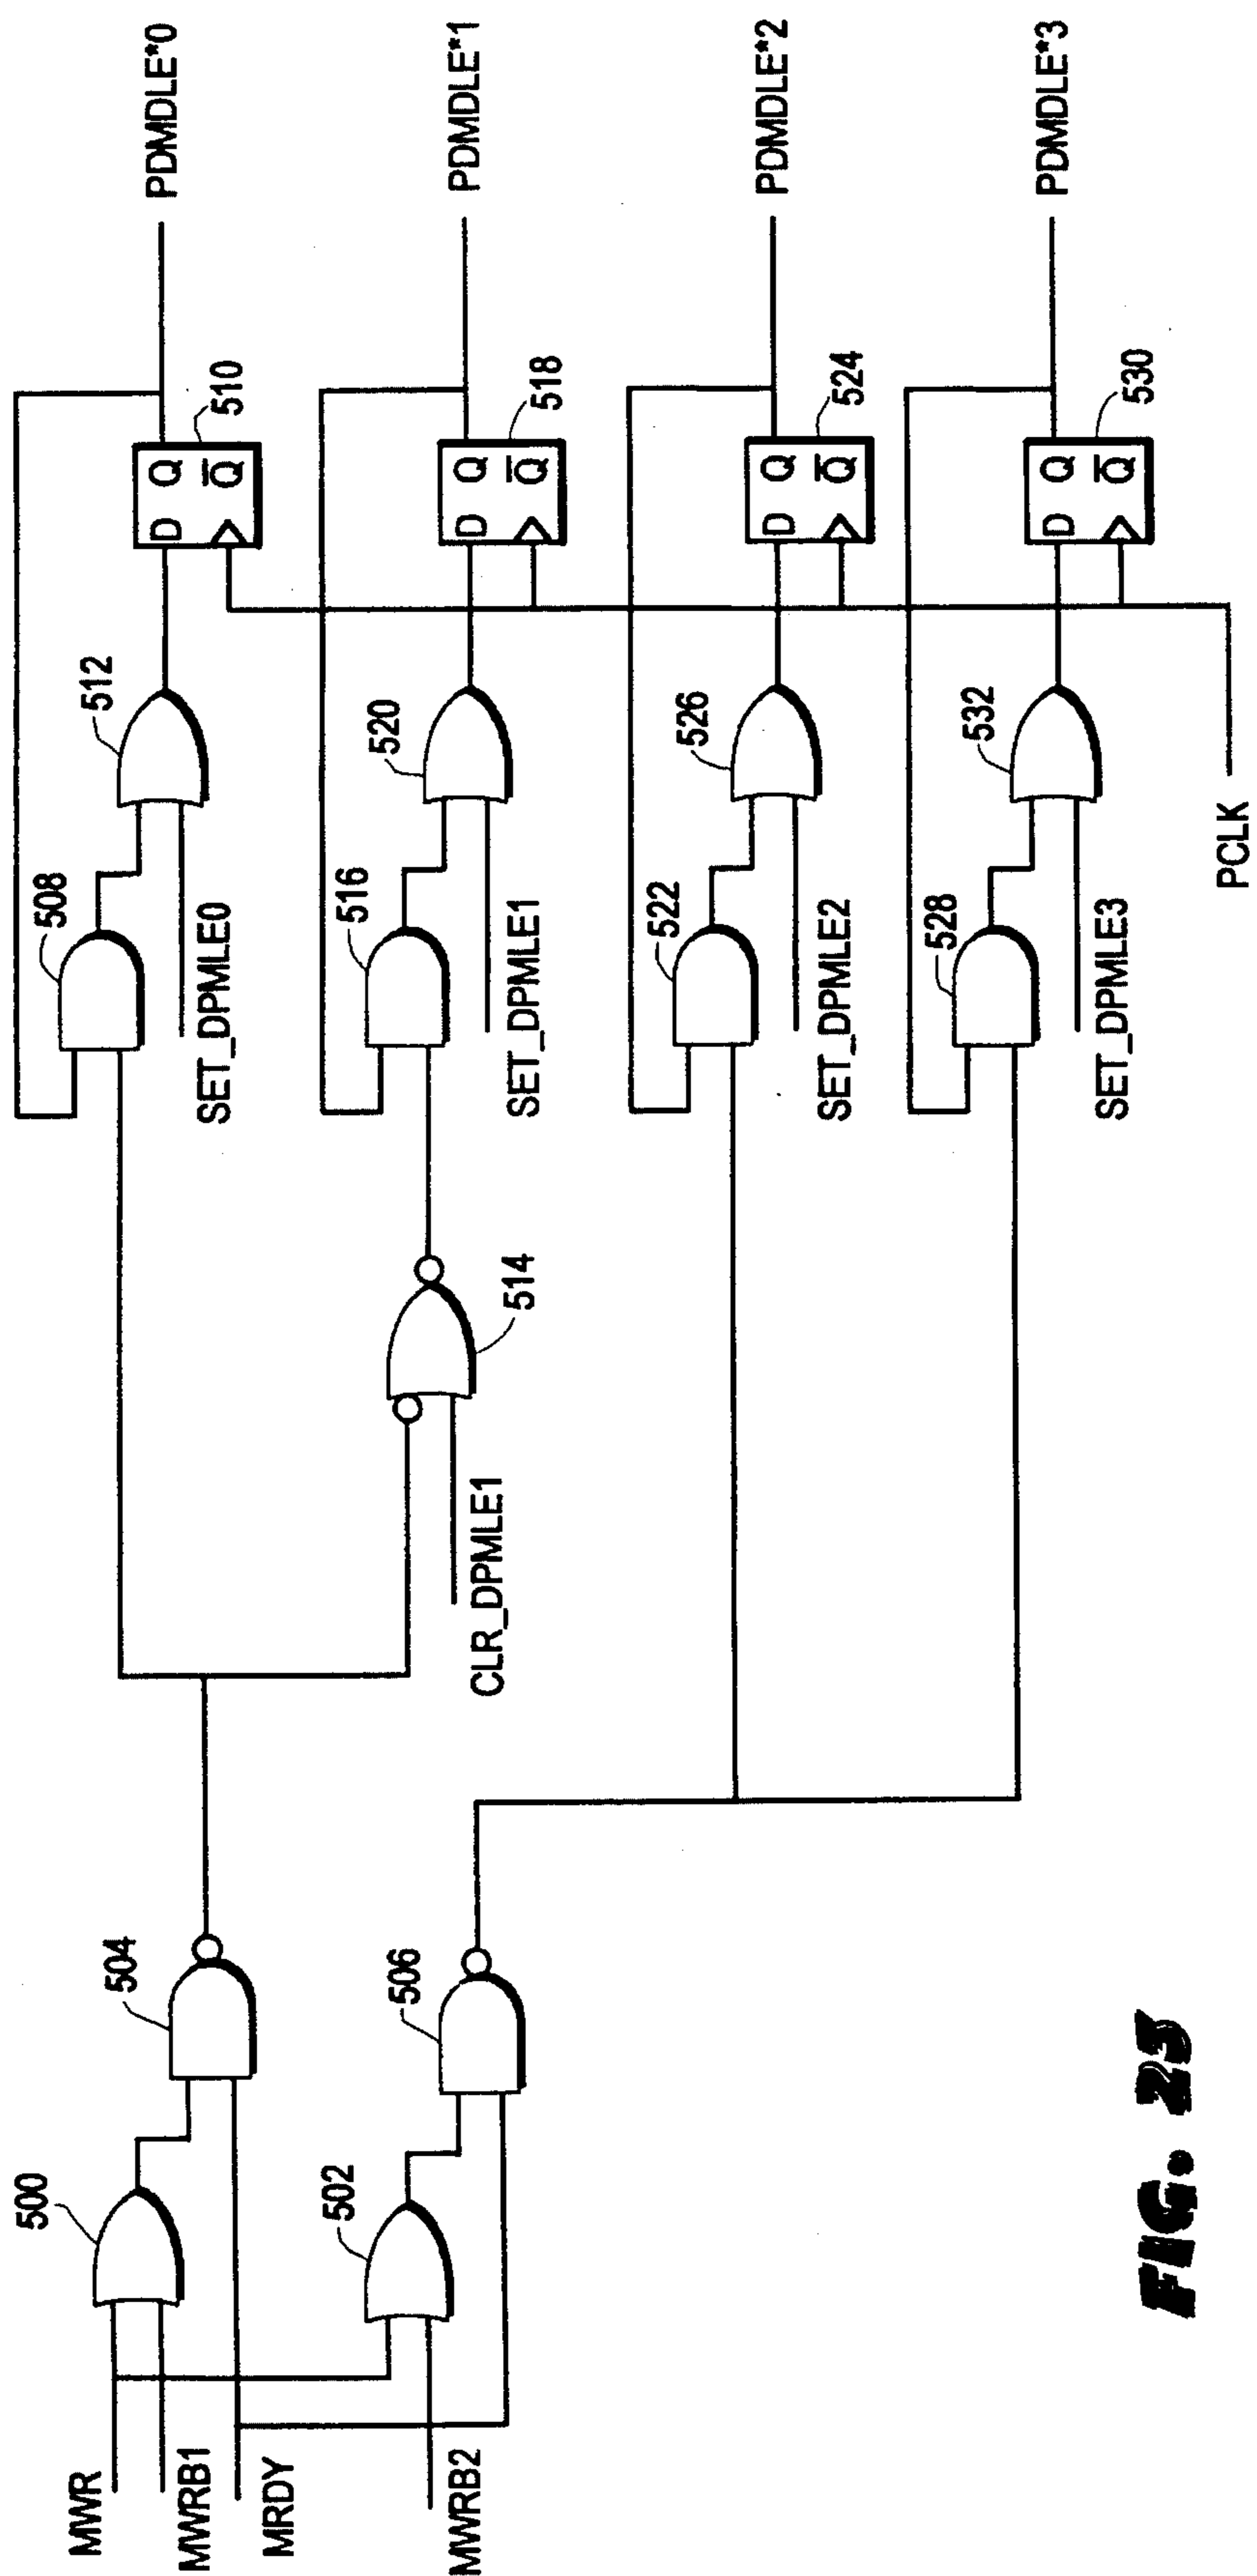 MWR
MWRB1
MRDY
MWRB2
500
502
504
506
CLR_DPMLE1
514
508
SET_DPMLE0
512
D Q
Q
510
PDMDLE*0
516
SET_DPMLE1
520
D Q
Q
518
PDMDLE*1
522
SET_DPMLE2
526
D Q
Q
524
PDMDLE*2
528
SET_DPMLE3
532
D Q
Q
530
PDMDLE*3
PCLK
FIG. 23